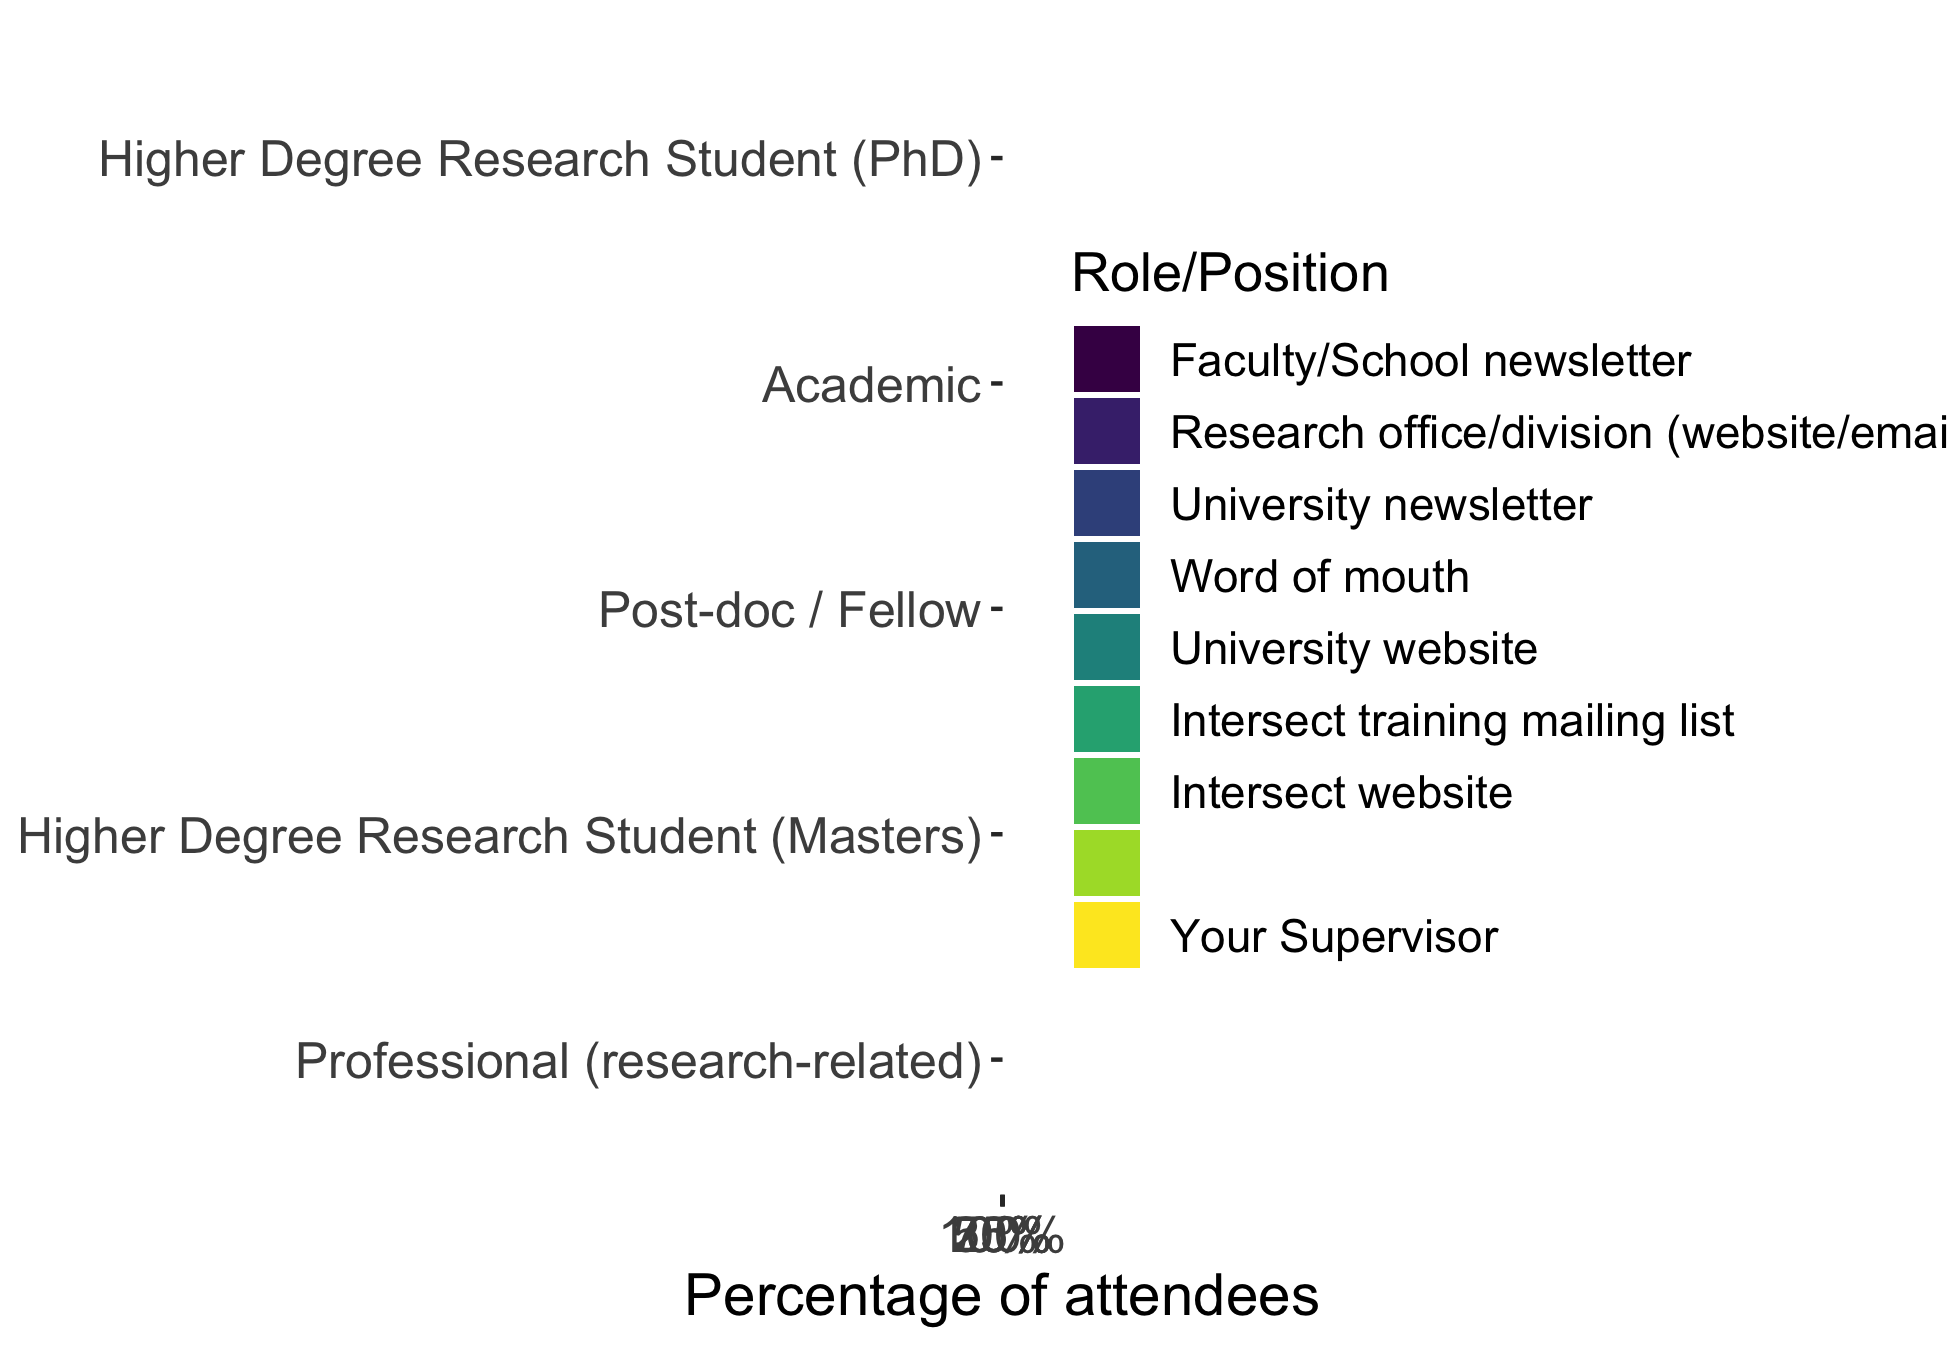 Higher Degree Research Student (PhD)
Academic
Post-doc / Fellow
Higher Degree Research Student (Masters)
Professional (research-related)
Role/Position
Faculty/School newsletter
Research office/division (website/emai
University newsletter
Word of mouth
University website
Intersect training mailing list
Intersect website
Your Supervisor
Percentage of attendees